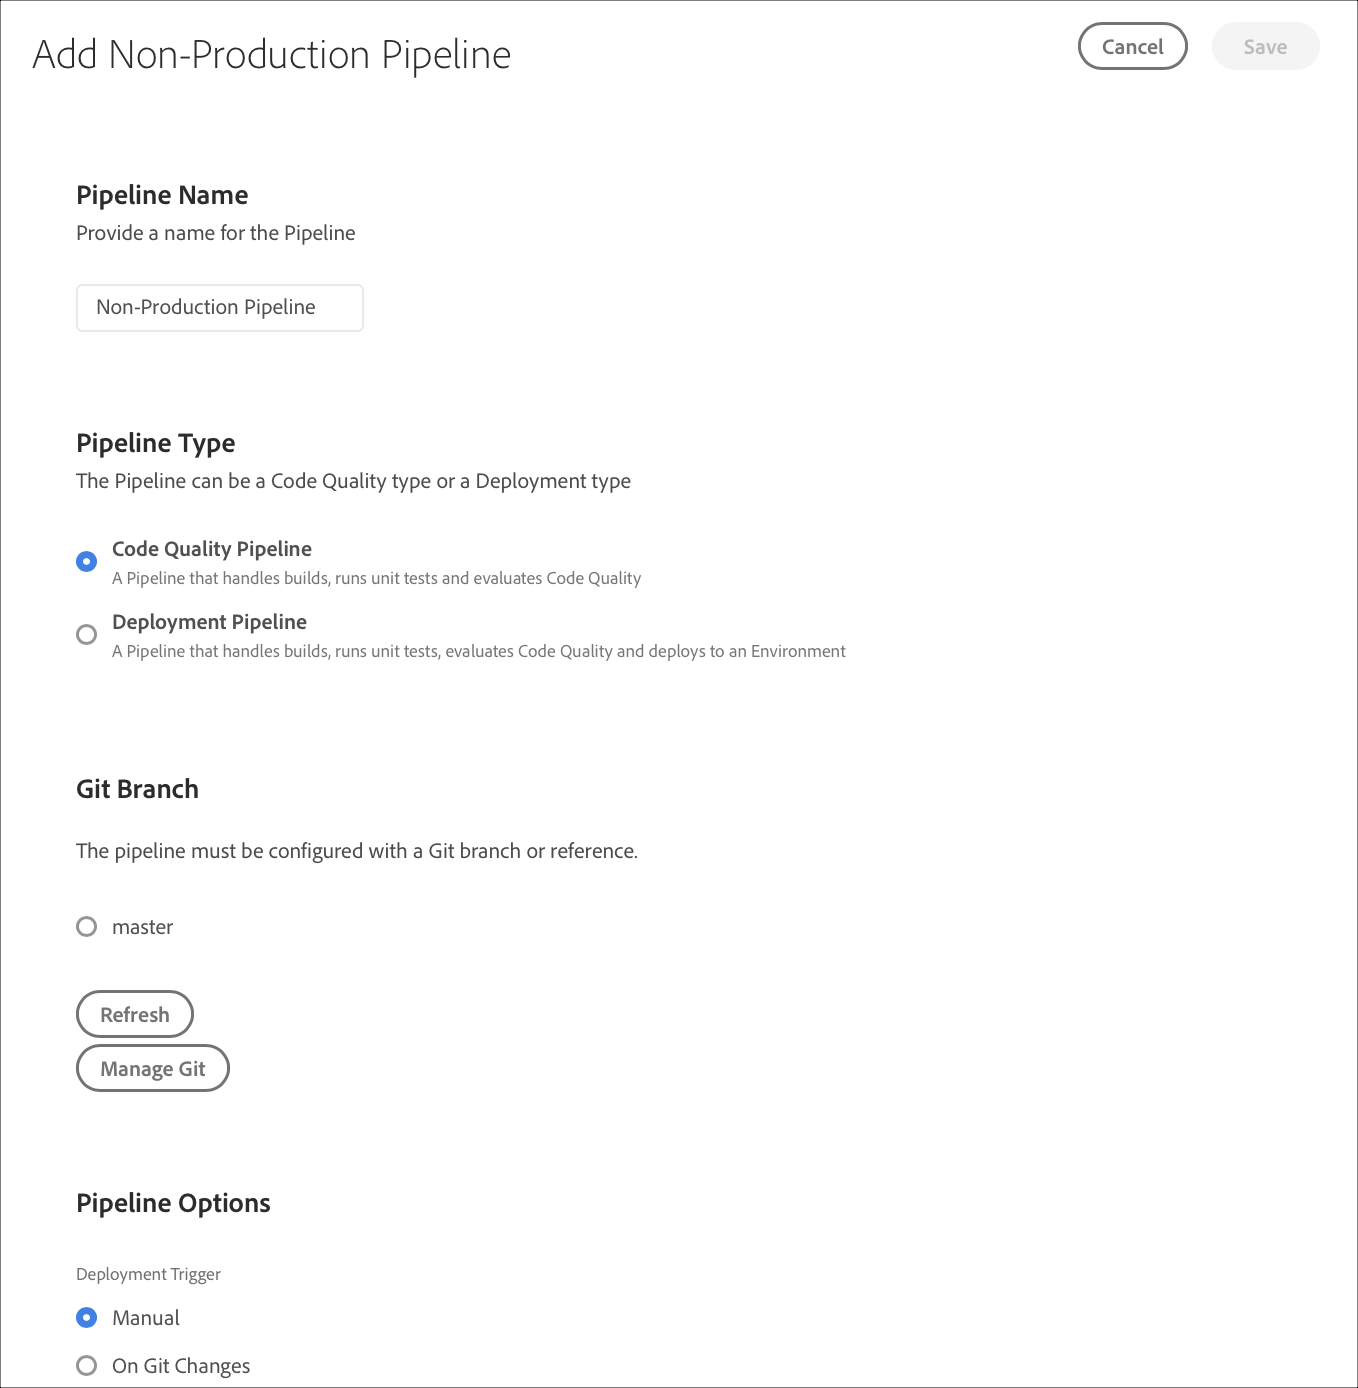 Add Non-Production Pipeline
Cancel
Save
Pipeline Name
Provide a name for the Pipeline
Non-Production Pipeline
Pipeline Type
The Pipeline can be a Code Quality type or a Deployment type
Code Quality Pipeline
A Pipeline that handles builds, runs unit tests and evaluates Code Quality
Deployment Pipeline
A Pipeline that handles builds, runs unit tests, evaluates Code Quality and deploys to an Environment
Git Branch
The pipeline must be configured with a Git branch or reference.
master
Refresh
Manage Git
Pipeline Options
Deployment Trigger
Manual
On Git Changes